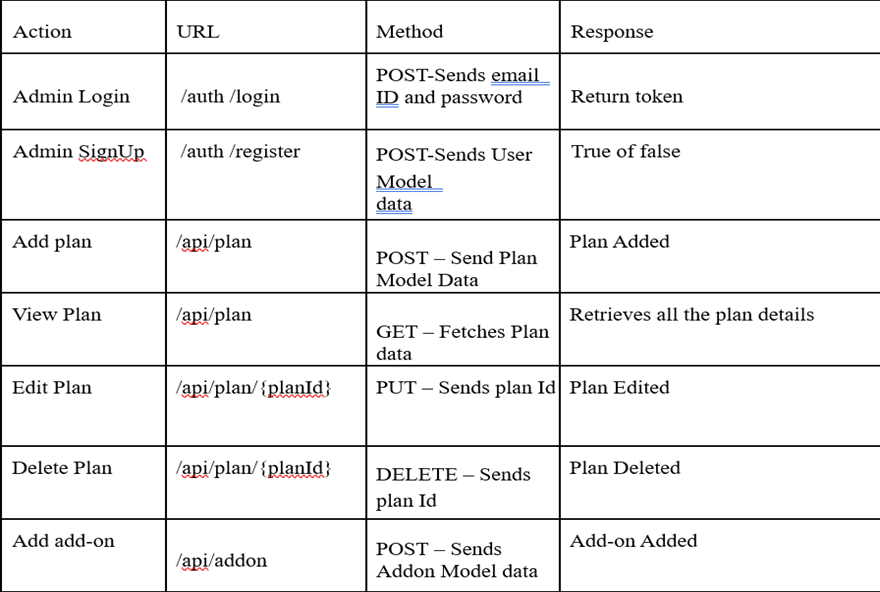 Action URL Method Response
Admin Login /auth /login POST-Sends email
ID and password Return token
Admin SignUp /auth /register POST-Sends User
Model
data True of false
Add plan /api/plan POST – Send Plan
Model Data Plan Added
View Plan /api/plan GET – Fetches Plan
data Retrieves all the plan details
Edit Plan /api/plan/{planId} PUT – Sends plan Id Plan Edited
Delete Plan /api/plan/{planId} DELETE – Sends
plan Id Plan Deleted
Add add-on /api/addon POST – Sends
Addon Model data Add-on Added